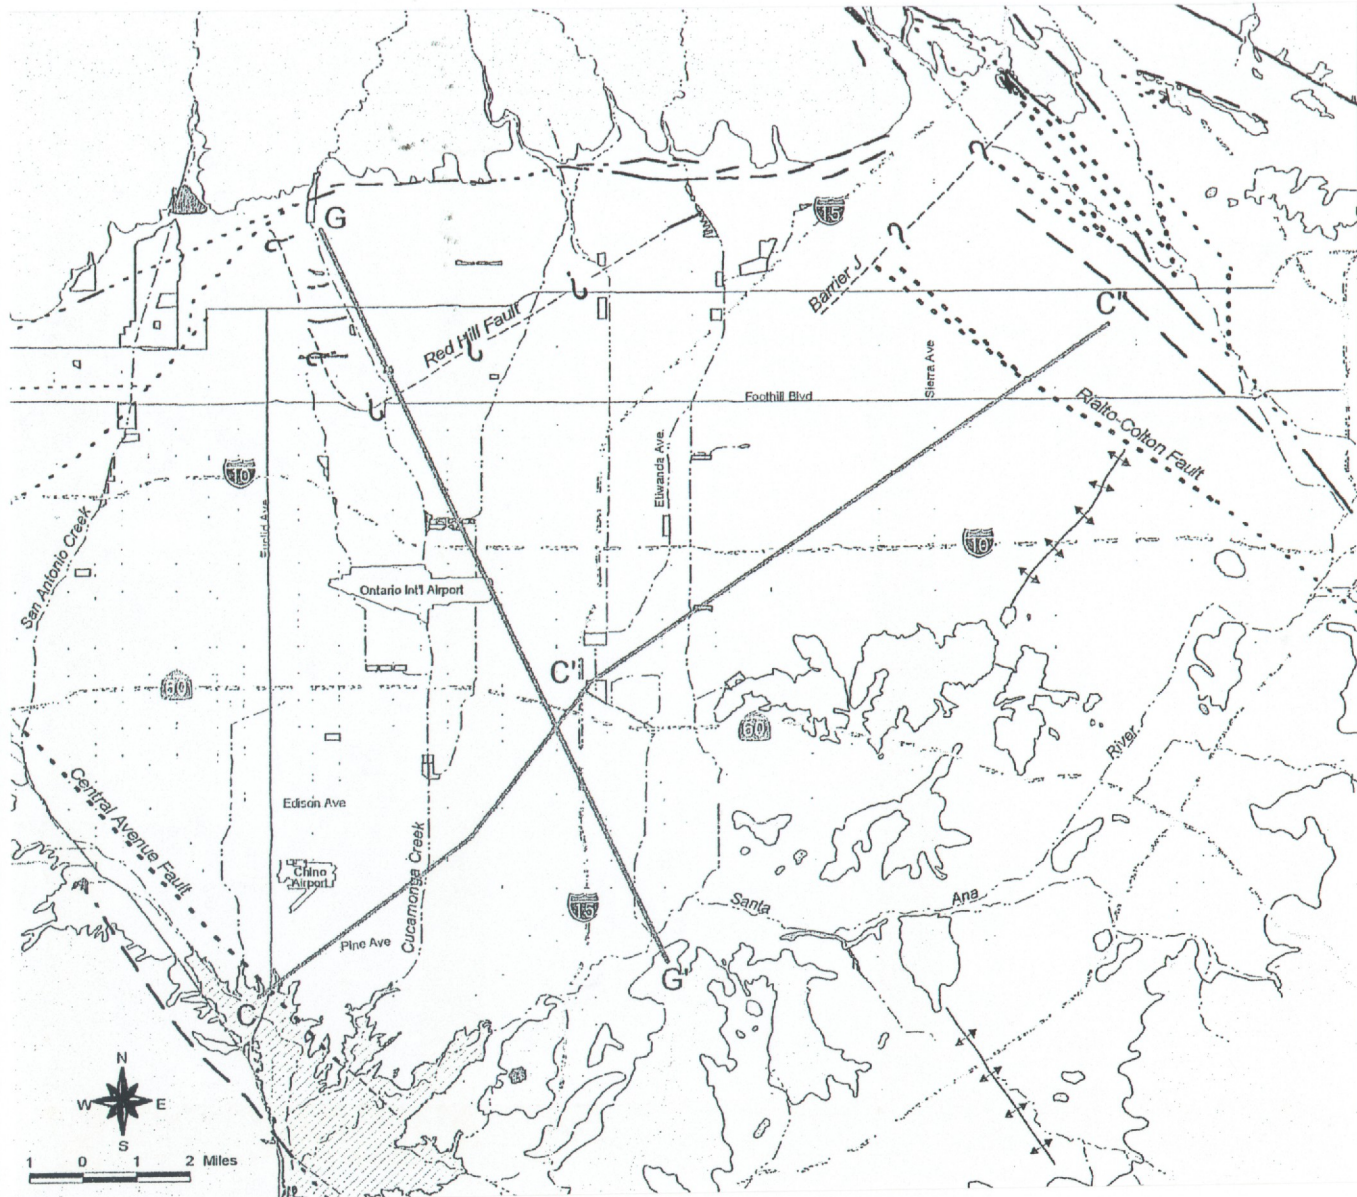 G
15
Barrier J
C"
Red Hill Fault
Sierra Ave
Foothill Blvd
Rialto-Colton Fault
10
Etiwanda Ave.
Euclid Ave
10
San Antonio Creek
Ontario Int'l Airport
C'
60
60
River
Central Avenue Fault
Edison Ave
Chino
Airport
Cucamonga Creek
15
Santa
Ana
Pine Ave
G'
C
N
W
E
S
1 0 1 2 Miles